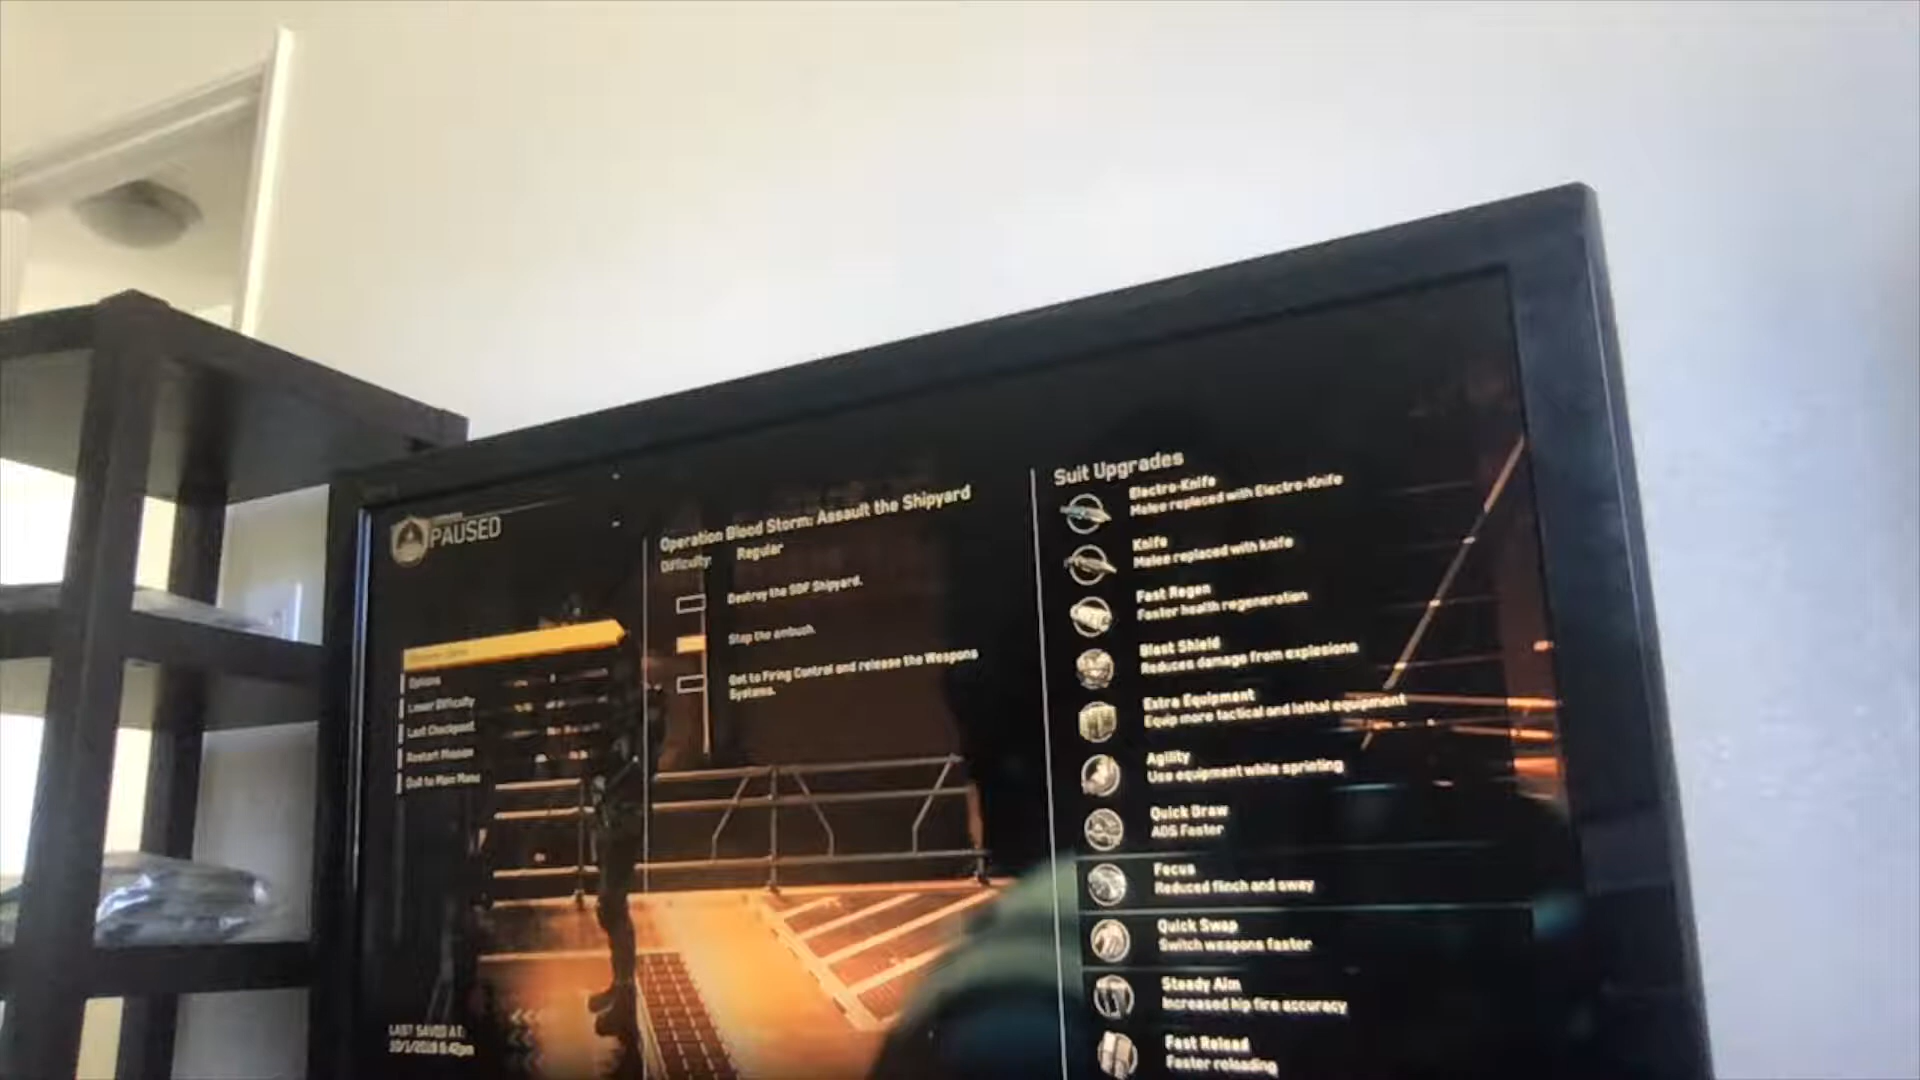 PAUSED
Options
Lower Difficulty
Last Checkpoint
Restart Mission
Quit to Main Menu
LAST SAVED AT:
Operation Blood Storm: Assault the Shipyard
Difficulty: Regular
Destroy the SDF Shipyard.
Stop the ambush.
Get to Firing Control and release the Weapons
Systems.
Suit Upgrades
Electro-Knife
Melee replaced with Electro-Knife
Knife
Melee replaced with knife
Fast Regen
Faster health regeneration
Blast Shield
Reduces damage from explosions
Extra Equipment
Equip more tactical and lethal equipment
Agility
Use equipment while sprinting
Quick Draw
ADS Faster
Focus
Reduced flinch and sway
Quick Swap
Switch weapons faster
Steady Aim
Increased hip fire accuracy
Fast Reload
Faster reloading